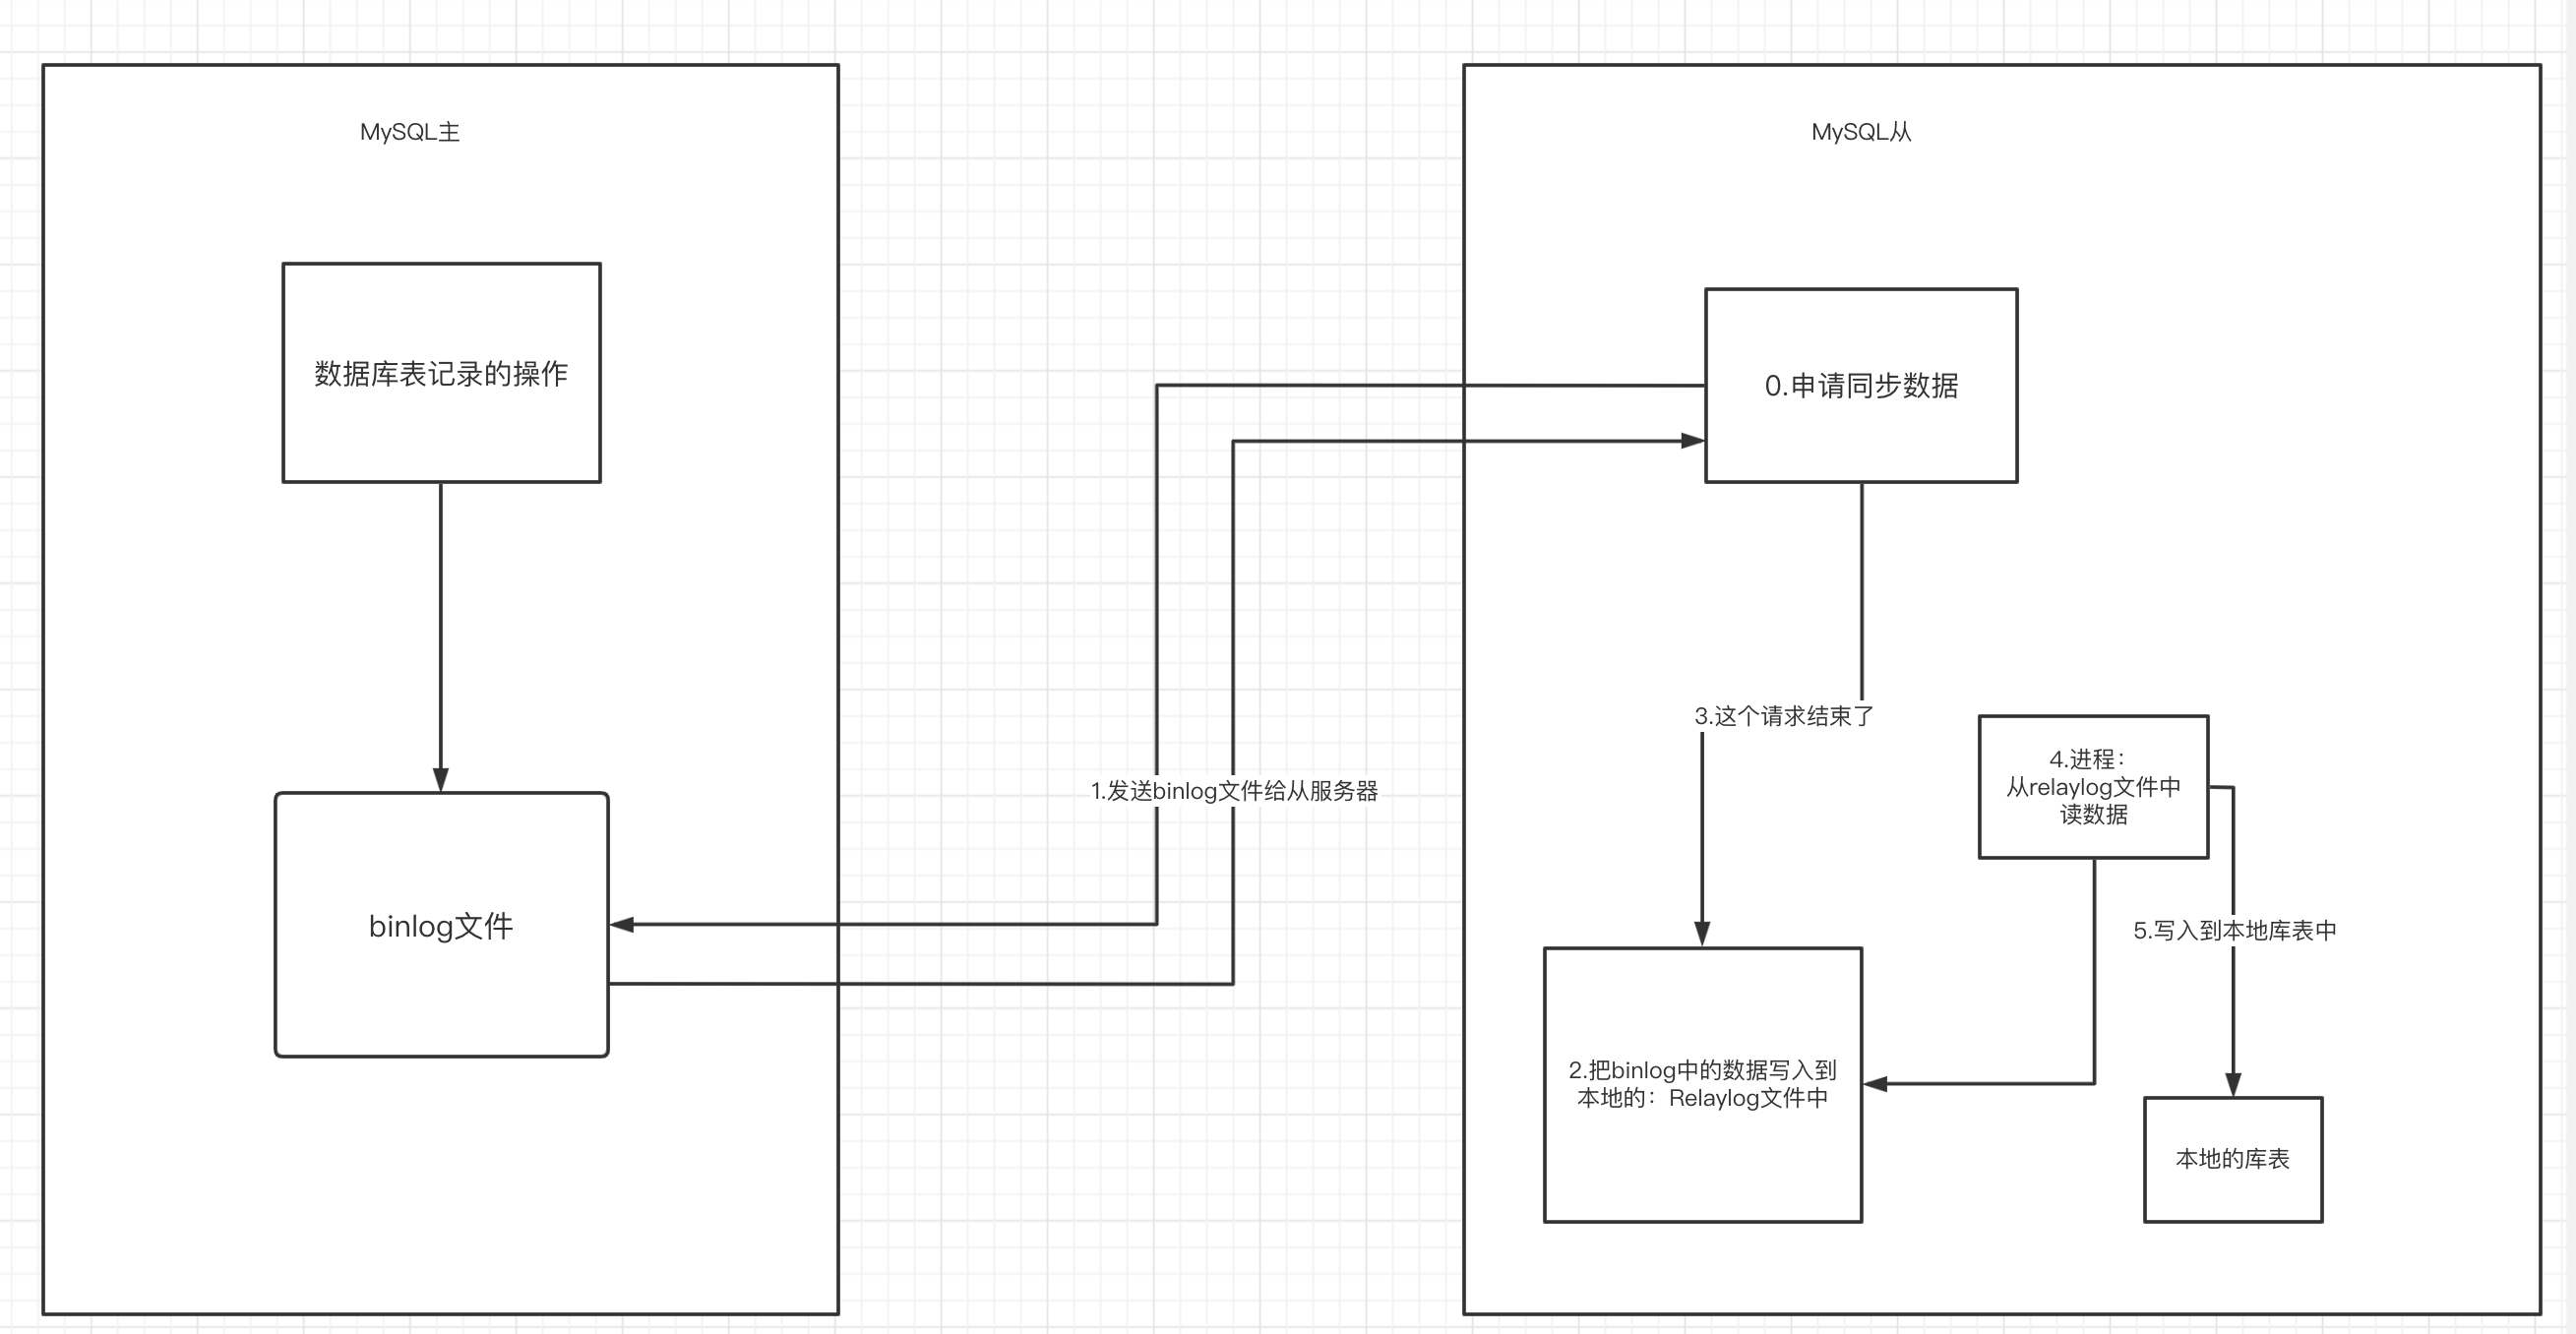 MySQL主
数据库表记录的操作
binlog文件
1.发送binlog文件给从服务器
MySQL从
0.申请同步数据
3.这个请求结束了
4.进程：
从relaylog文件中
读数据
5.写入到本地库表中
2.把binlog中的数据写入到
本地的：Relaylog文件中
本地的库表